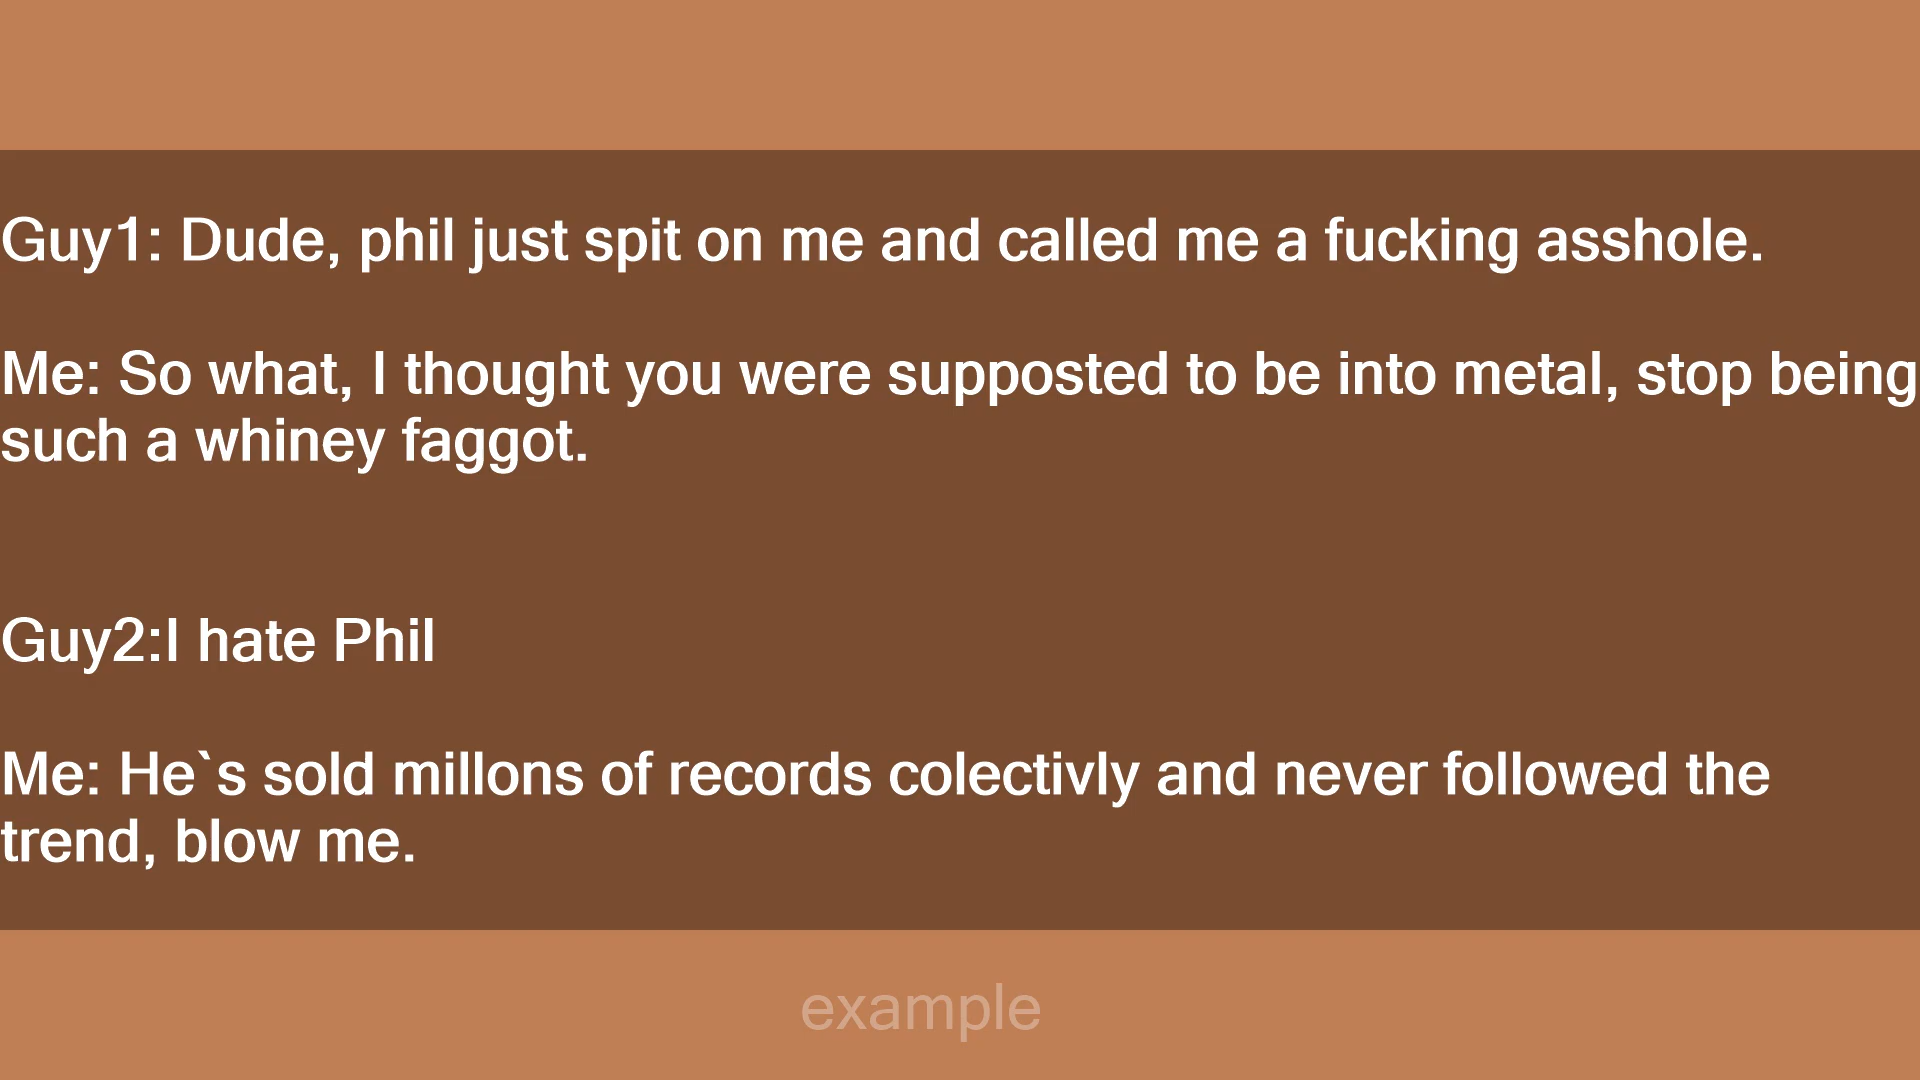 Guy1: Dude, phil just spit on me and called me a fucking asshole.
Me: So what, I thought you were supposted to be into metal, stop being
such a whiney faggot.
Guy2:I hate Phil
Me: He`s sold millons of records colectivly and never followed the
trend, blow me.
example